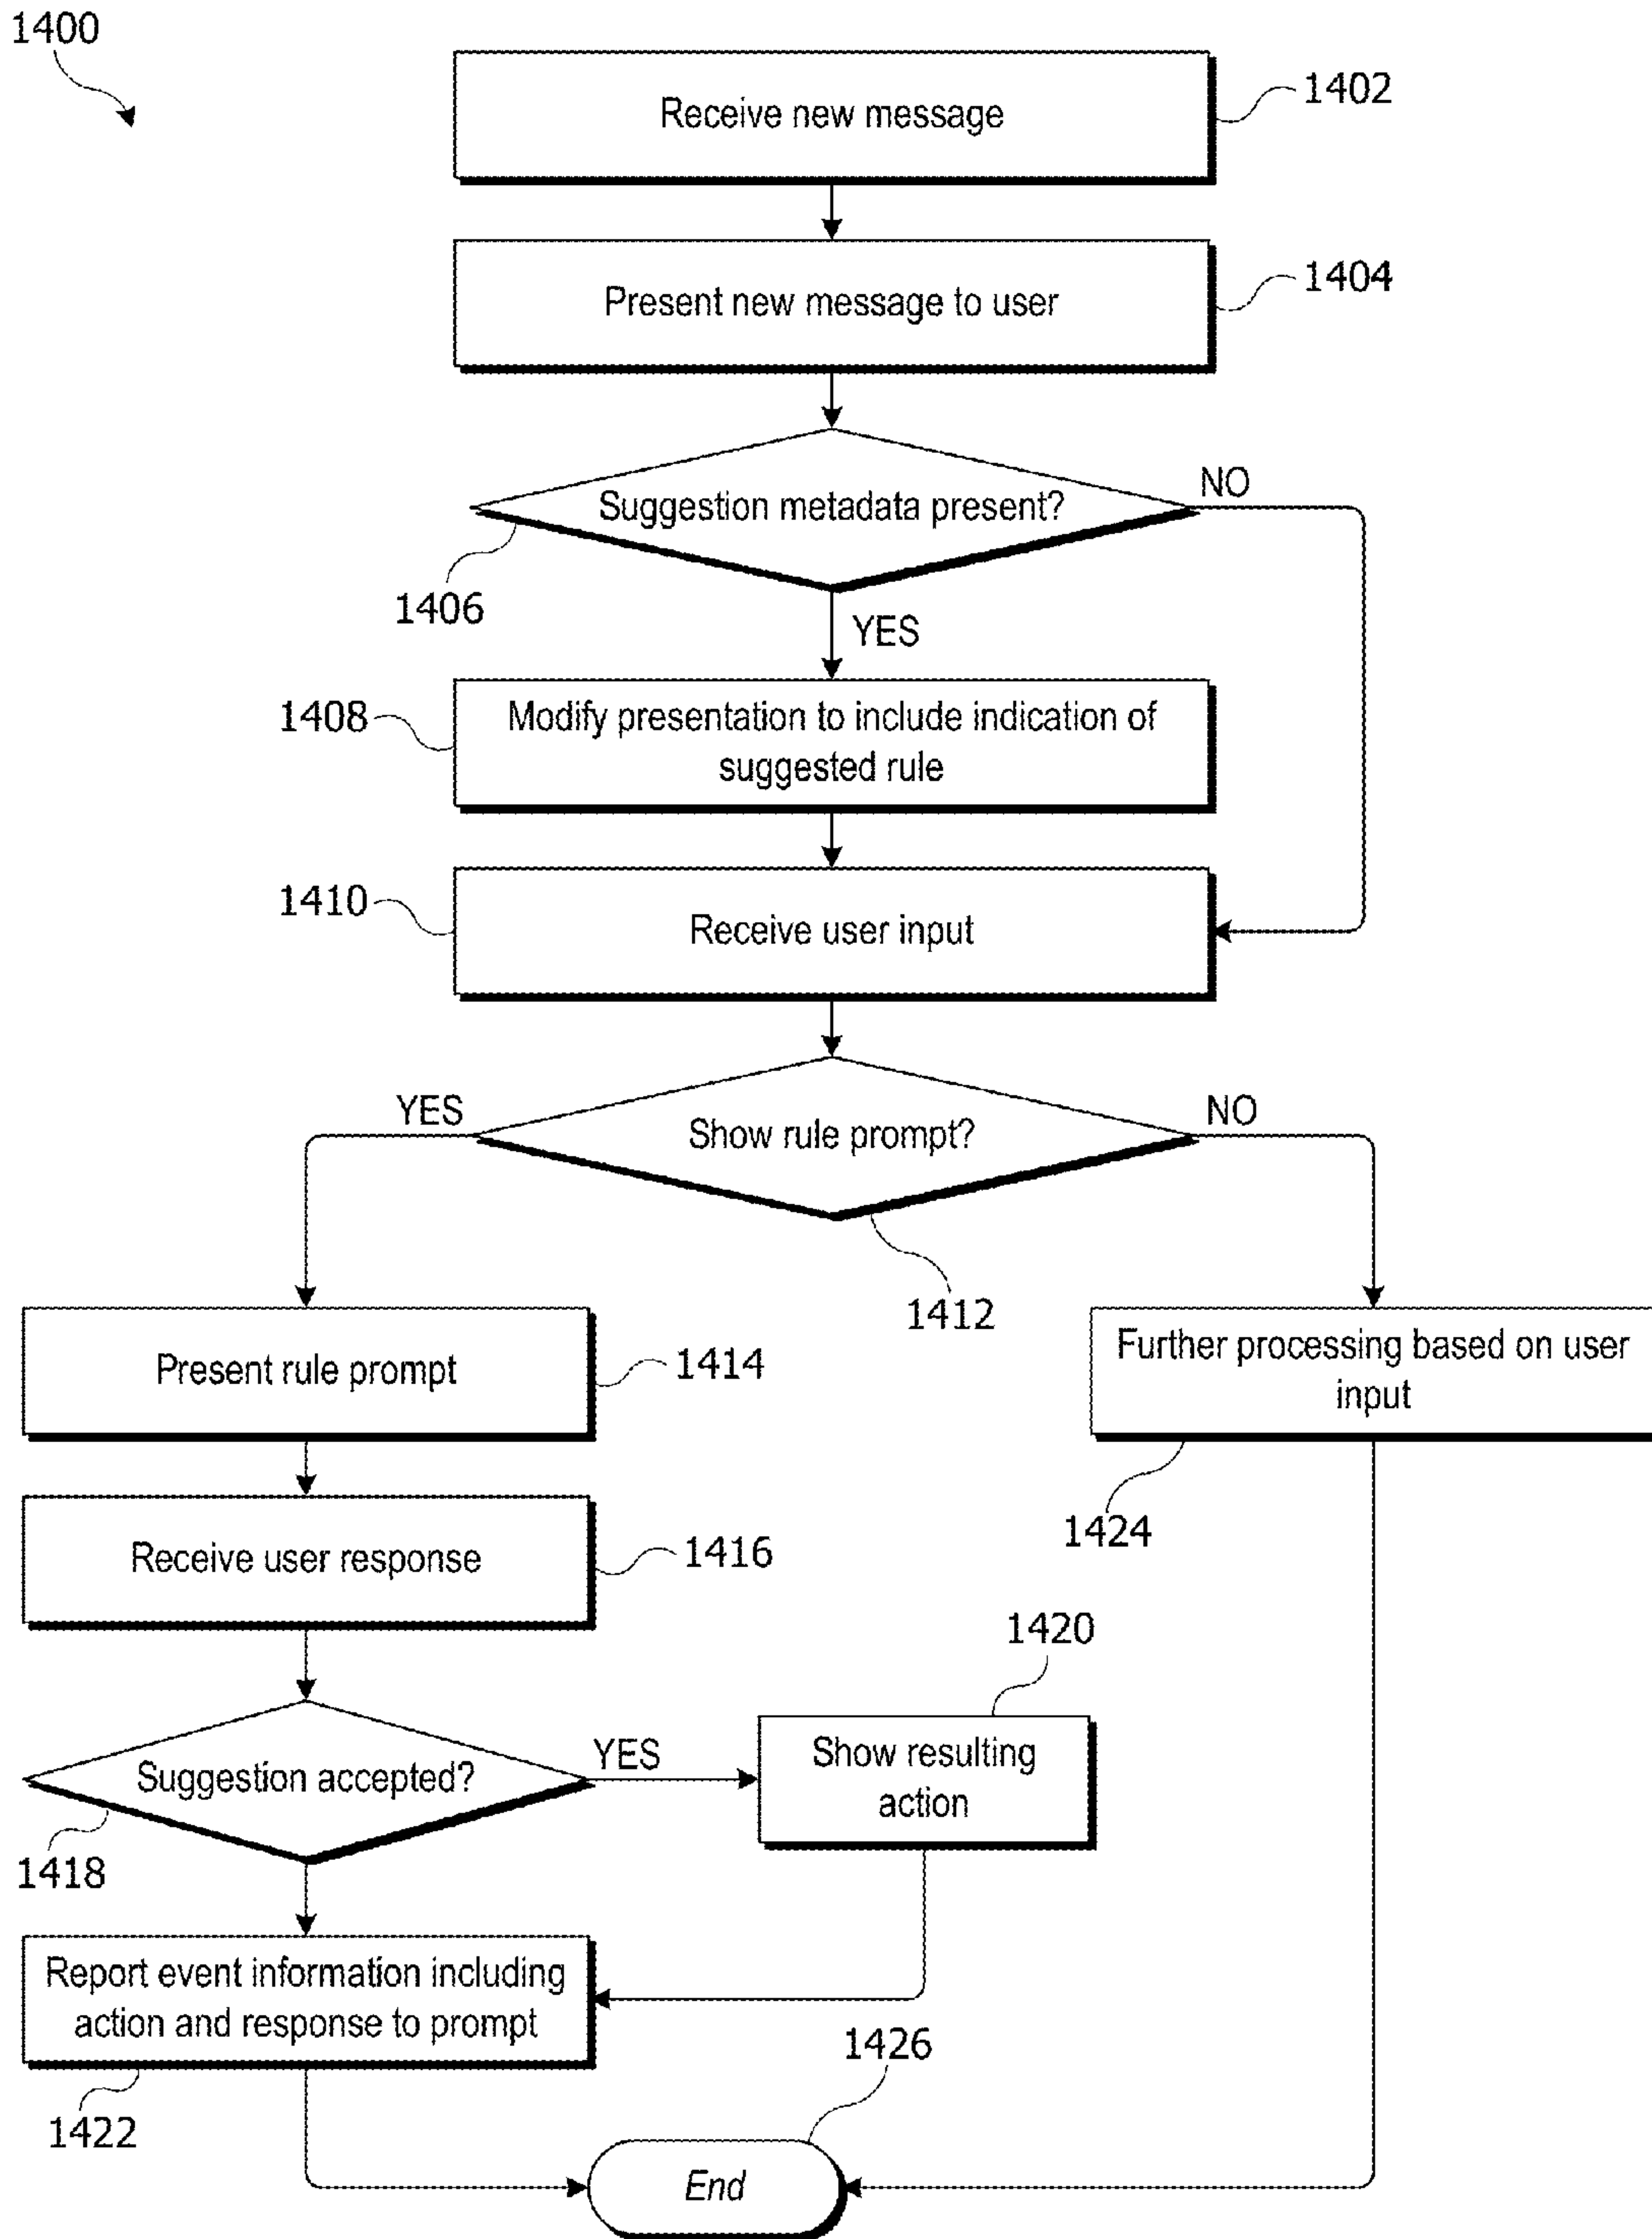 1400
Receive new message
1402
Present new message to user
1404
Suggestion metadata present?
NO
1406
YES
1408
Modify presentation to include indication of
suggested rule
1410
Receive user input
YES
Show rule prompt?
NO
1412
Present rule prompt
1414
Further processing based on user
input
1424
Receive user response
1416
1420
Suggestion accepted?
YES
Show resulting
action
1418
Report event information including
action and response to prompt
1422
1426
End